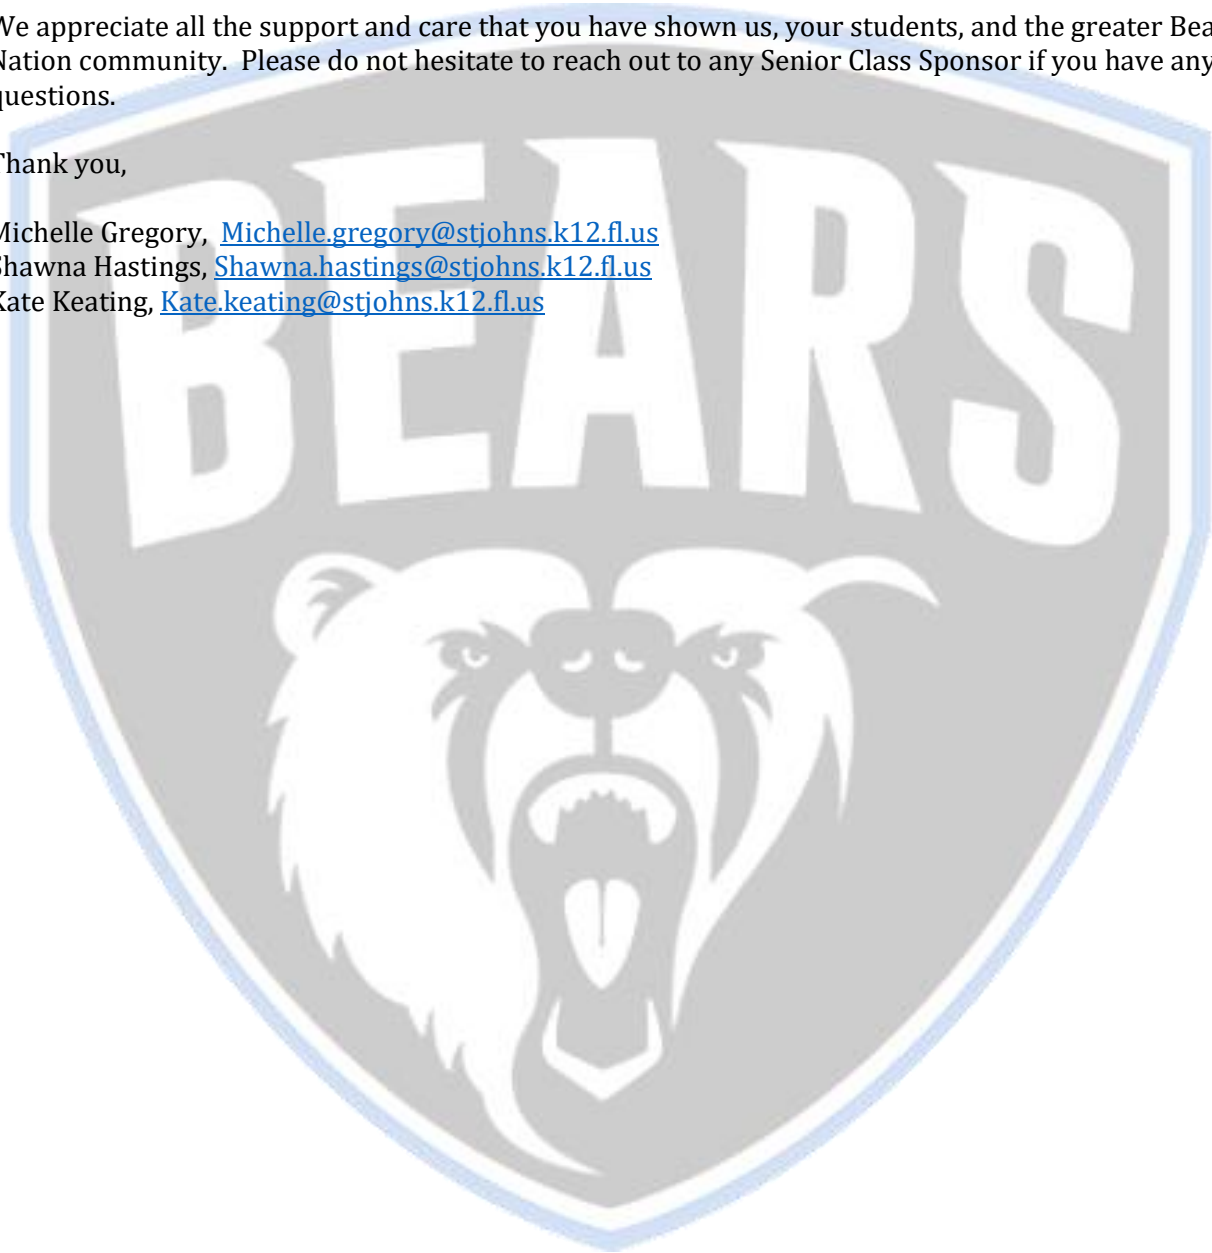 We appreciate all the support and care that you have shown us, your students, and the greater Bea
Nation community.  Please do not hesitate to reach out to any Senior Class Sponsor if you have any
questions.
Thank you,
Michelle Gregory,  Michelle.gregory@stjohns.k12.fl.us
Shawna Hastings, Shawna.hastings@stjohns.k12.fl.us
Kate Keating, Kate.keating@stjohns.k12.fl.us
BEARS